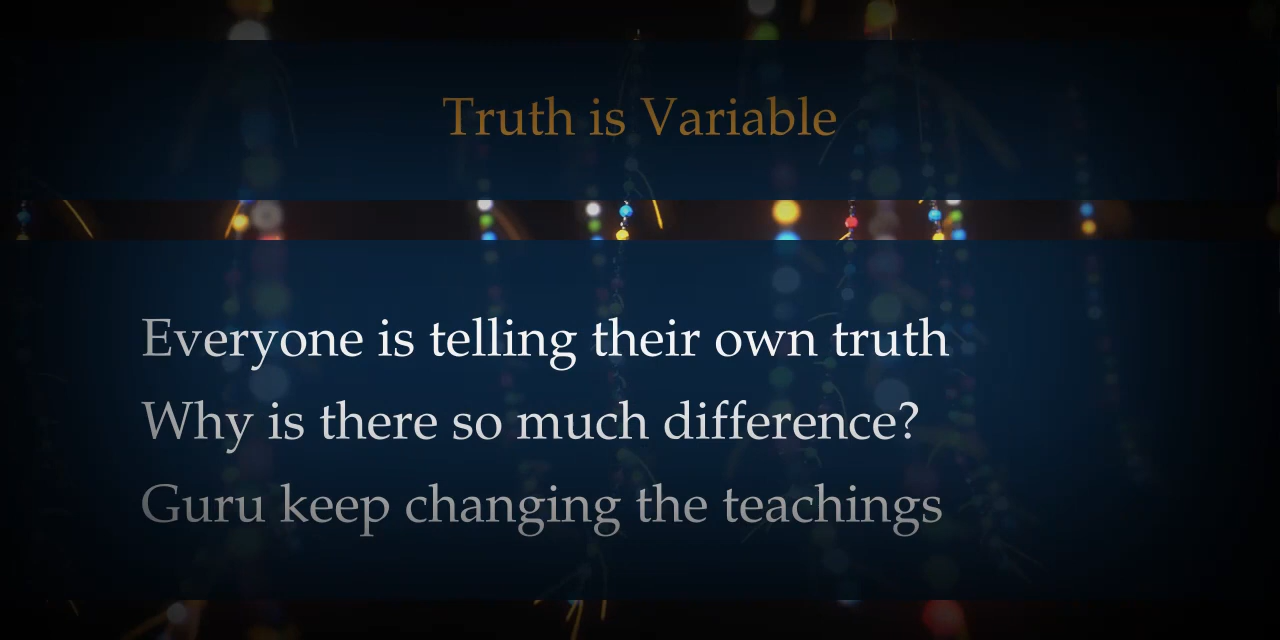 Truth is Variable
Everyone is telling their own truth
Why is there so much difference?
Guru keep changing the teachings